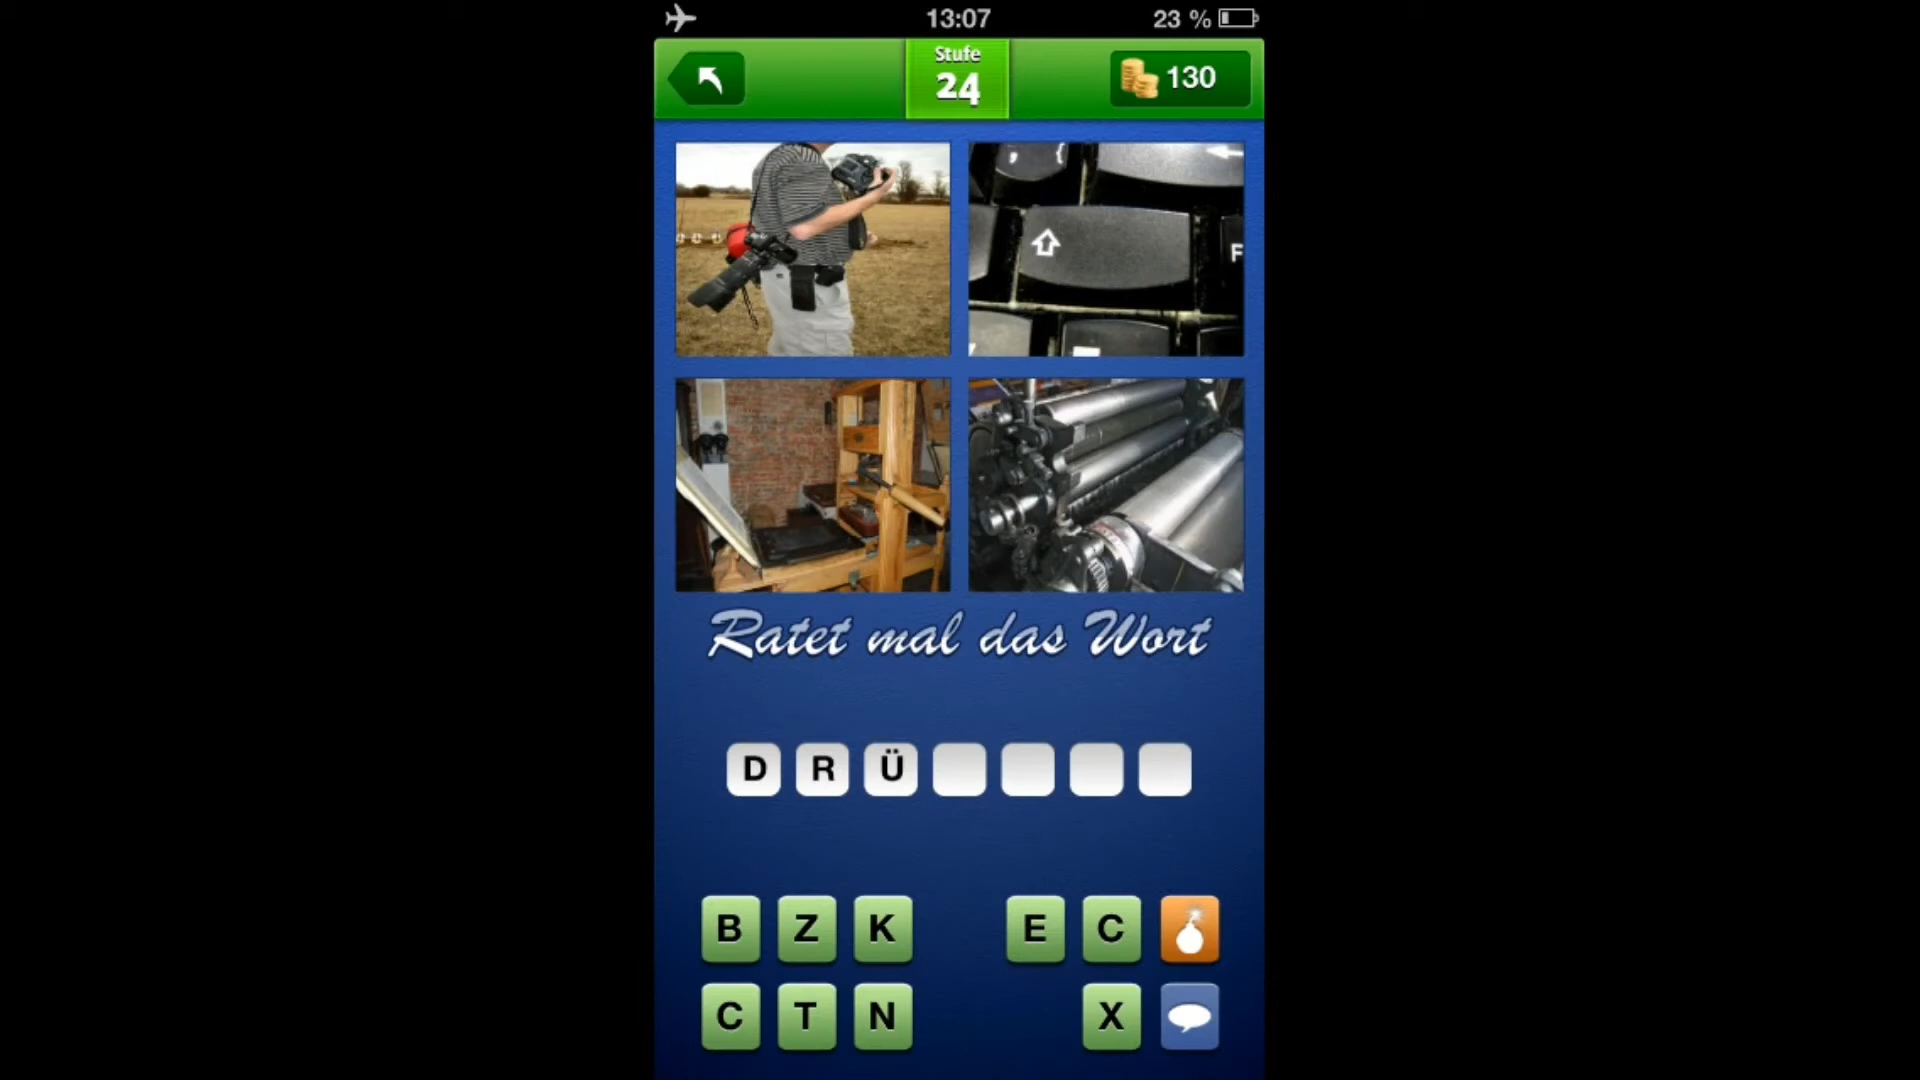 13:07 23 %
Stufe
24
130
, {
F
Ratet mal das Wort
D R Ü
B Z K E C
C T N X